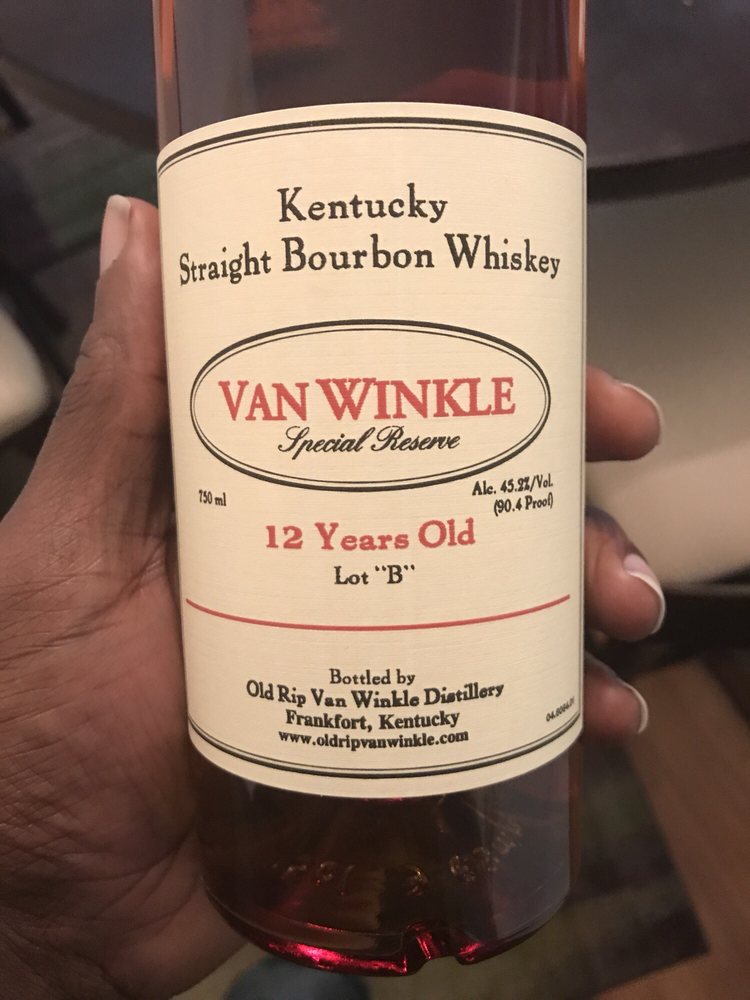 Kentucky
Straight Bourbon Whiskey
VAN WINKLE
Special Reserve
750 ml
Alc. 45.2%/Vol.
(90.4 Proof)
12 Years Old
Lot "B"
Bottled by
Old Rip Van Winkle Distillery
Frankfort, Kentucky
www.oldripvanwinkle.com